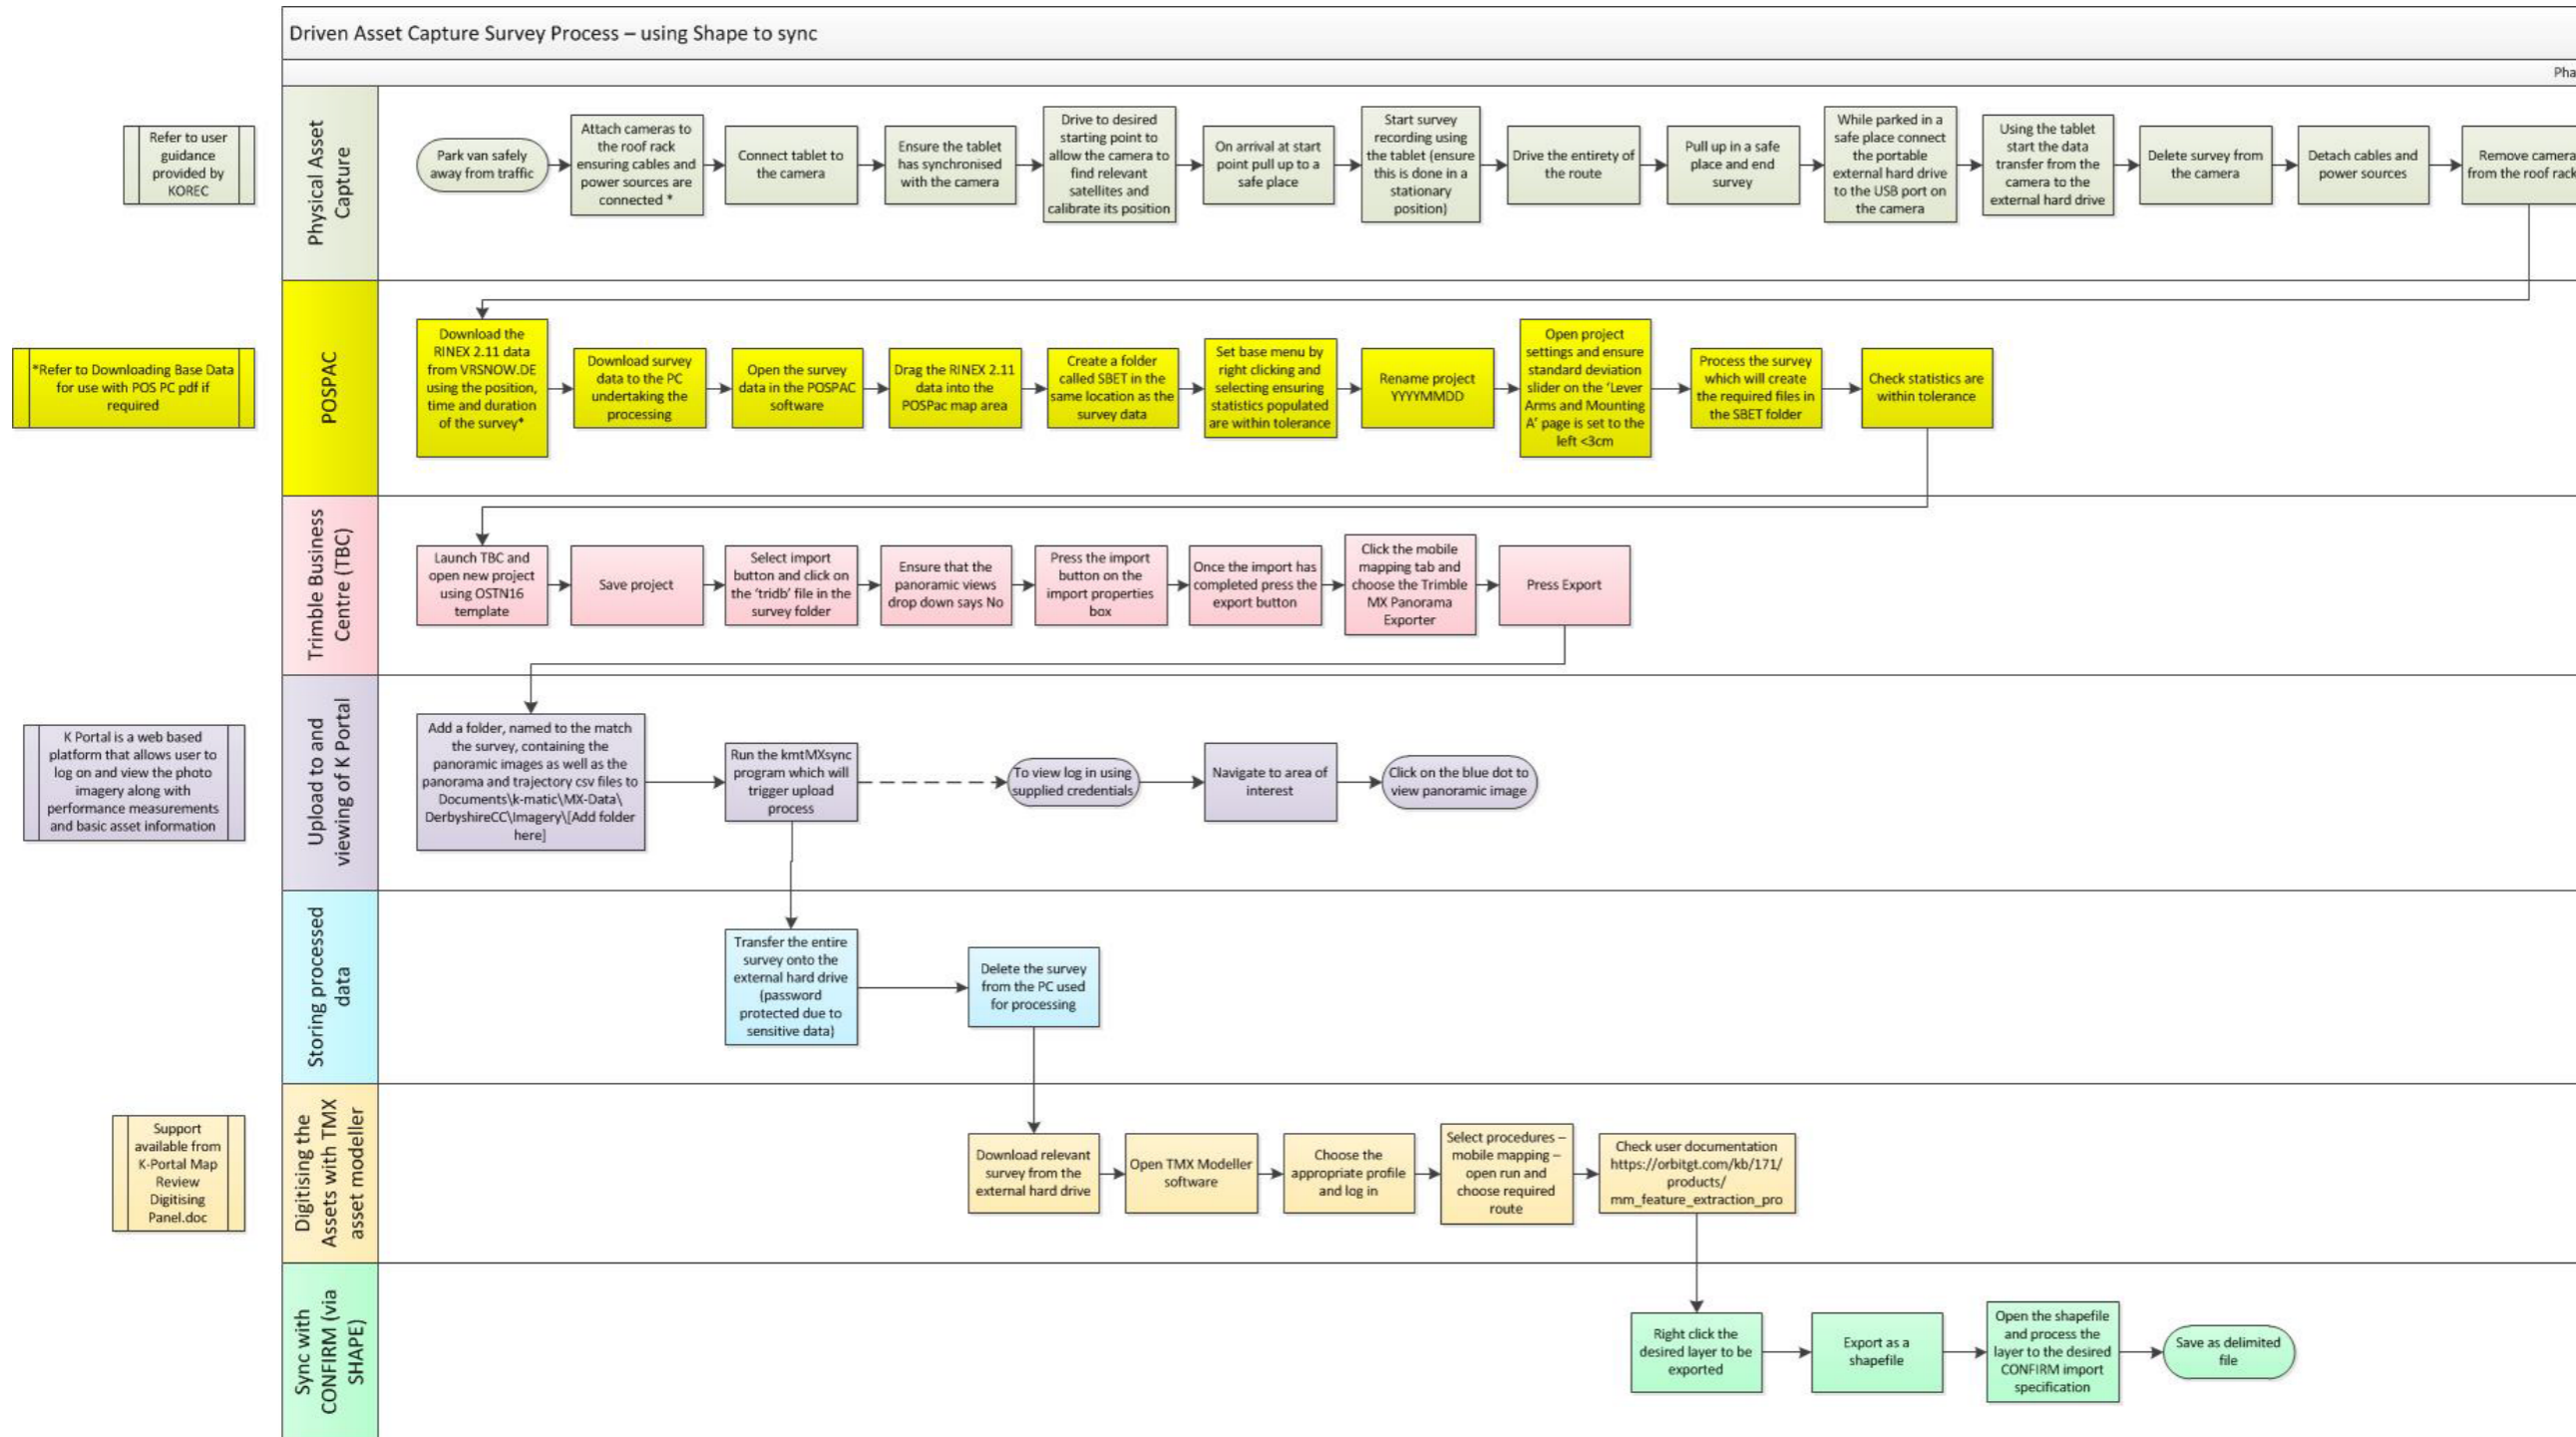 Driven Asset Capture Survey Process – using Shape to sync
Pha
Refer to user
guidance
provided by
KOREC
Physical Asset
Capture
Park van safely
away from traffic
Attach cameras to
the roof rack
ensuring cables and
power sources are
connected *
Connect tablet to
the camera
Ensure the tablet
has synchronised
with the camera
Drive to desired
starting point to
allow the camera to
find relevant
satellites and
calibrate its position
On arrival at start
point pull up to a
safe place
Start survey
recording using
the tablet (ensure
this is done in a
stationary
position)
Drive the entirety of
the route
Pull up in a safe
place and end
survey
While parked in a
safe place connect
the portable
external hard drive
to the USB port on
the camera
Using the tablet
start the data
transfer from the
camera to the
external hard drive
Delete survey from
the camera
Detach cables and
power sources
Remove camera
from the roof rack
*Refer to Downloading Base Data
for use with POS PC pdf if
required
POSPAC
Download the
RINEX 2.11 data
from VRSNOW.DE
using the position,
time and duration
of the survey*
Download survey
data to the PC
undertaking the
processing
Open the survey
data in the POSPAC
software
Drag the RINEX 2.11
data into the
POSPac map area
Create a folder
called SBET in the
same location as the
survey data
Set base menu by
right clicking and
selecting ensuring
statistics populated
are within tolerance
Rename project
YYYYMMDD
Open project
settings and ensure
standard deviation
slider on the ‘Lever
Arms and Mounting
A’ page is set to the
left <3cm
Process the survey
which will create
the required files in
the SBET folder
Check statistics are
within tolerance
Trimble Business
Centre (TBC)
Launch TBC and
open new project
using OSTN16
template
Save project
Select import
button and click on
the ‘tridb’ file in the
survey folder
Ensure that the
panoramic views
drop down says No
Press the import
button on the
import properties
box
Once the import has
completed press the
export button
Click the mobile
mapping tab and
choose the Trimble
MX Panorama
Exporter
Press Export
K Portal is a web based
platform that allows user to
log on and view the photo
imagery along with
performance measurements
and basic asset information
Upload to and
viewing of K Portal
Add a folder, named to the match
the survey, containing the
panoramic images as well as the
panorama and trajectory csv files to
Documents\k-matic\MX-Data\
DerbyshireCC\Imagery\[Add folder
here]
Run the kmtMXsync
program which will
trigger upload
process
To view log in using
supplied credentials
Navigate to area of
interest
Click on the blue dot to
view panoramic image
Storing processed
data
Transfer the entire
survey onto the
external hard drive
(password
protected due to
sensitive data)
Delete the survey
from the PC used
for processing
Support
available from
K-Portal Map
Review
Digitising
Panel.doc
Digitising the
Assets with TMX
asset modeller
Download relevant
survey from the
external hard drive
Open TMX Modeller
software
Choose the
appropriate profile
and log in
Select procedures –
mobile mapping –
open run and
choose required
route
Check user documentation
https://orbitgt.com/kb/171/
products/
mm_feature_extraction_pro
Sync with
CONFIRM (via
SHAPE)
Right click the
desired layer to be
exported
Export as a
shapefile
Open the shapefile
and process the
layer to the desired
CONFIRM import
specification
Save as delimited
file